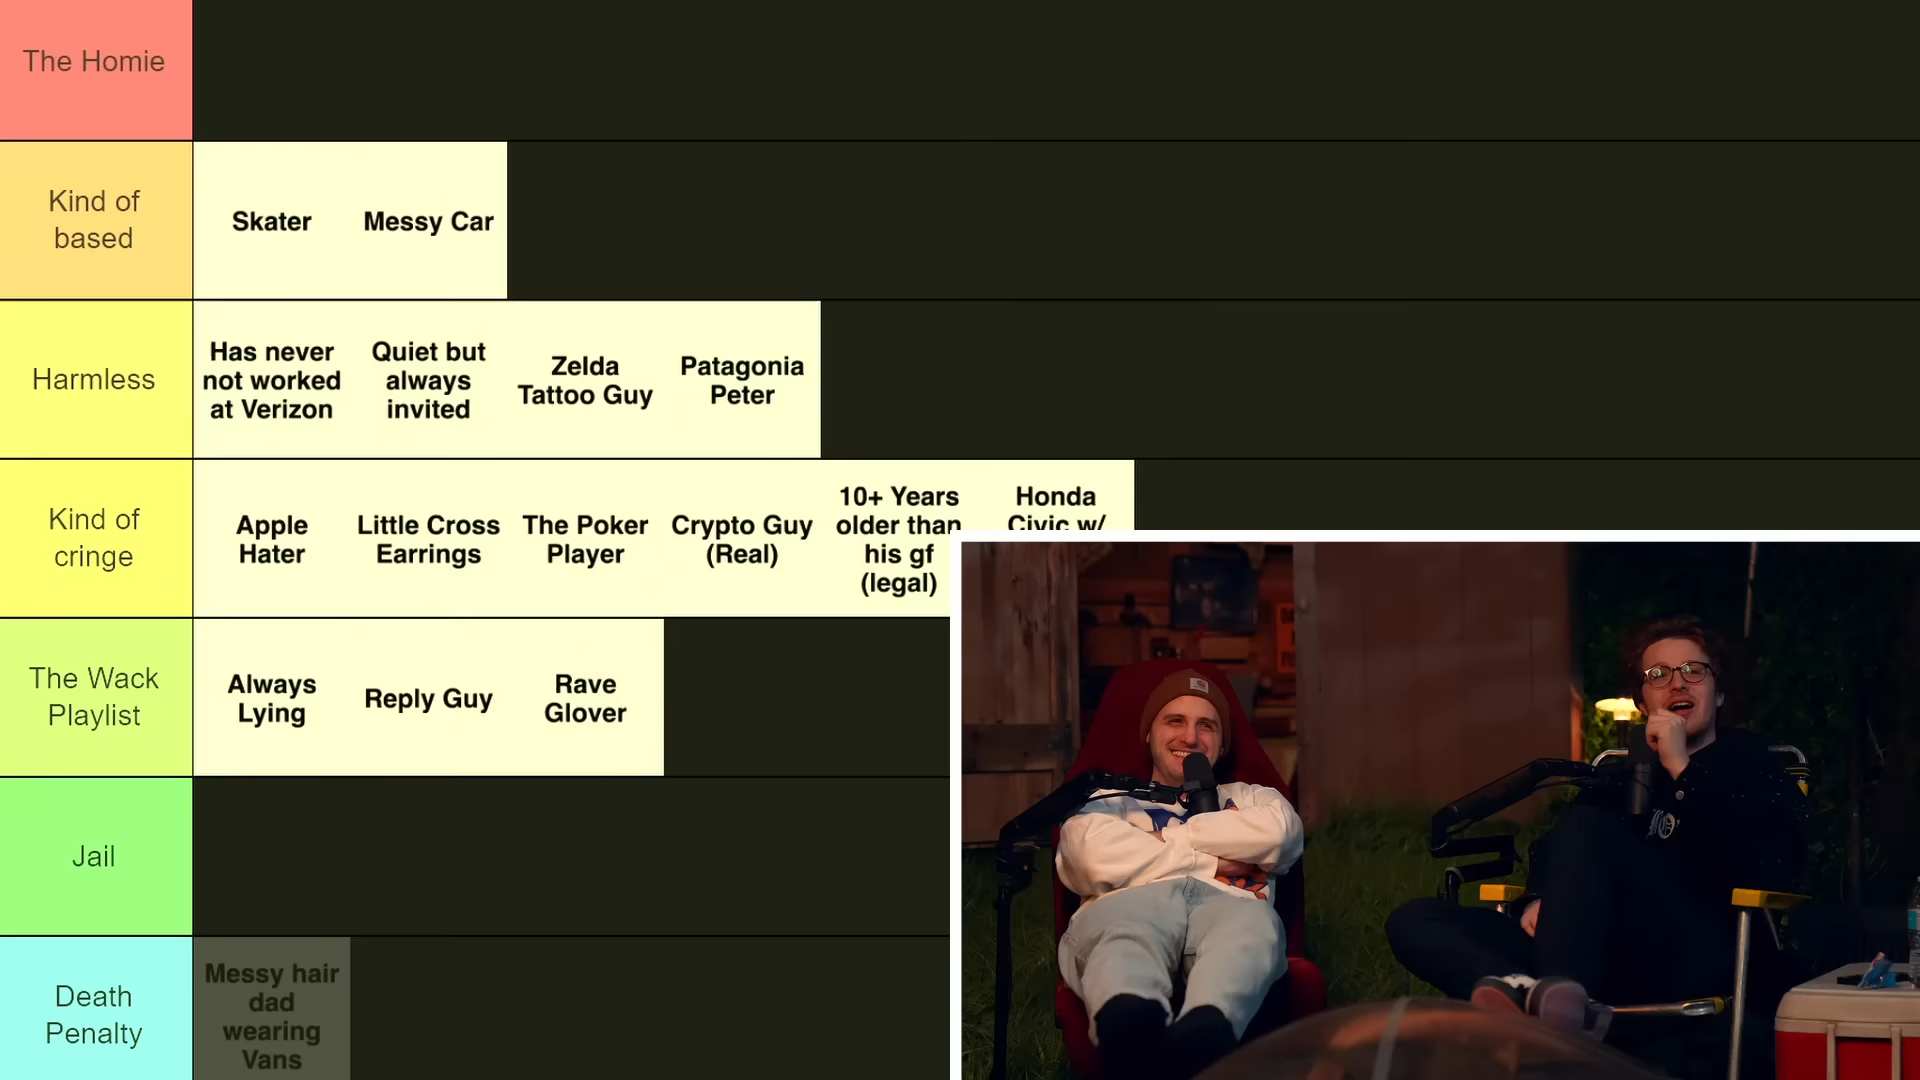 The Homie
Kind of
based
Skater
Messy Car
Harmless
Has never
not worked
at Verizon
Quiet but
always
invited
Zelda
Tattoo Guy
Patagonia
Peter
Kind of
cringe
Apple
Hater
Little Cross
Earrings
The Poker
Player
Crypto Guy
(Real)
10+ Years
older than
his gf
(legal)
Honda
Civic w/
The Wack
Playlist
Always
Lying
Reply Guy
Rave
Glover
Jail
Death
Penalty
Messy hair
dad
wearing
Vans